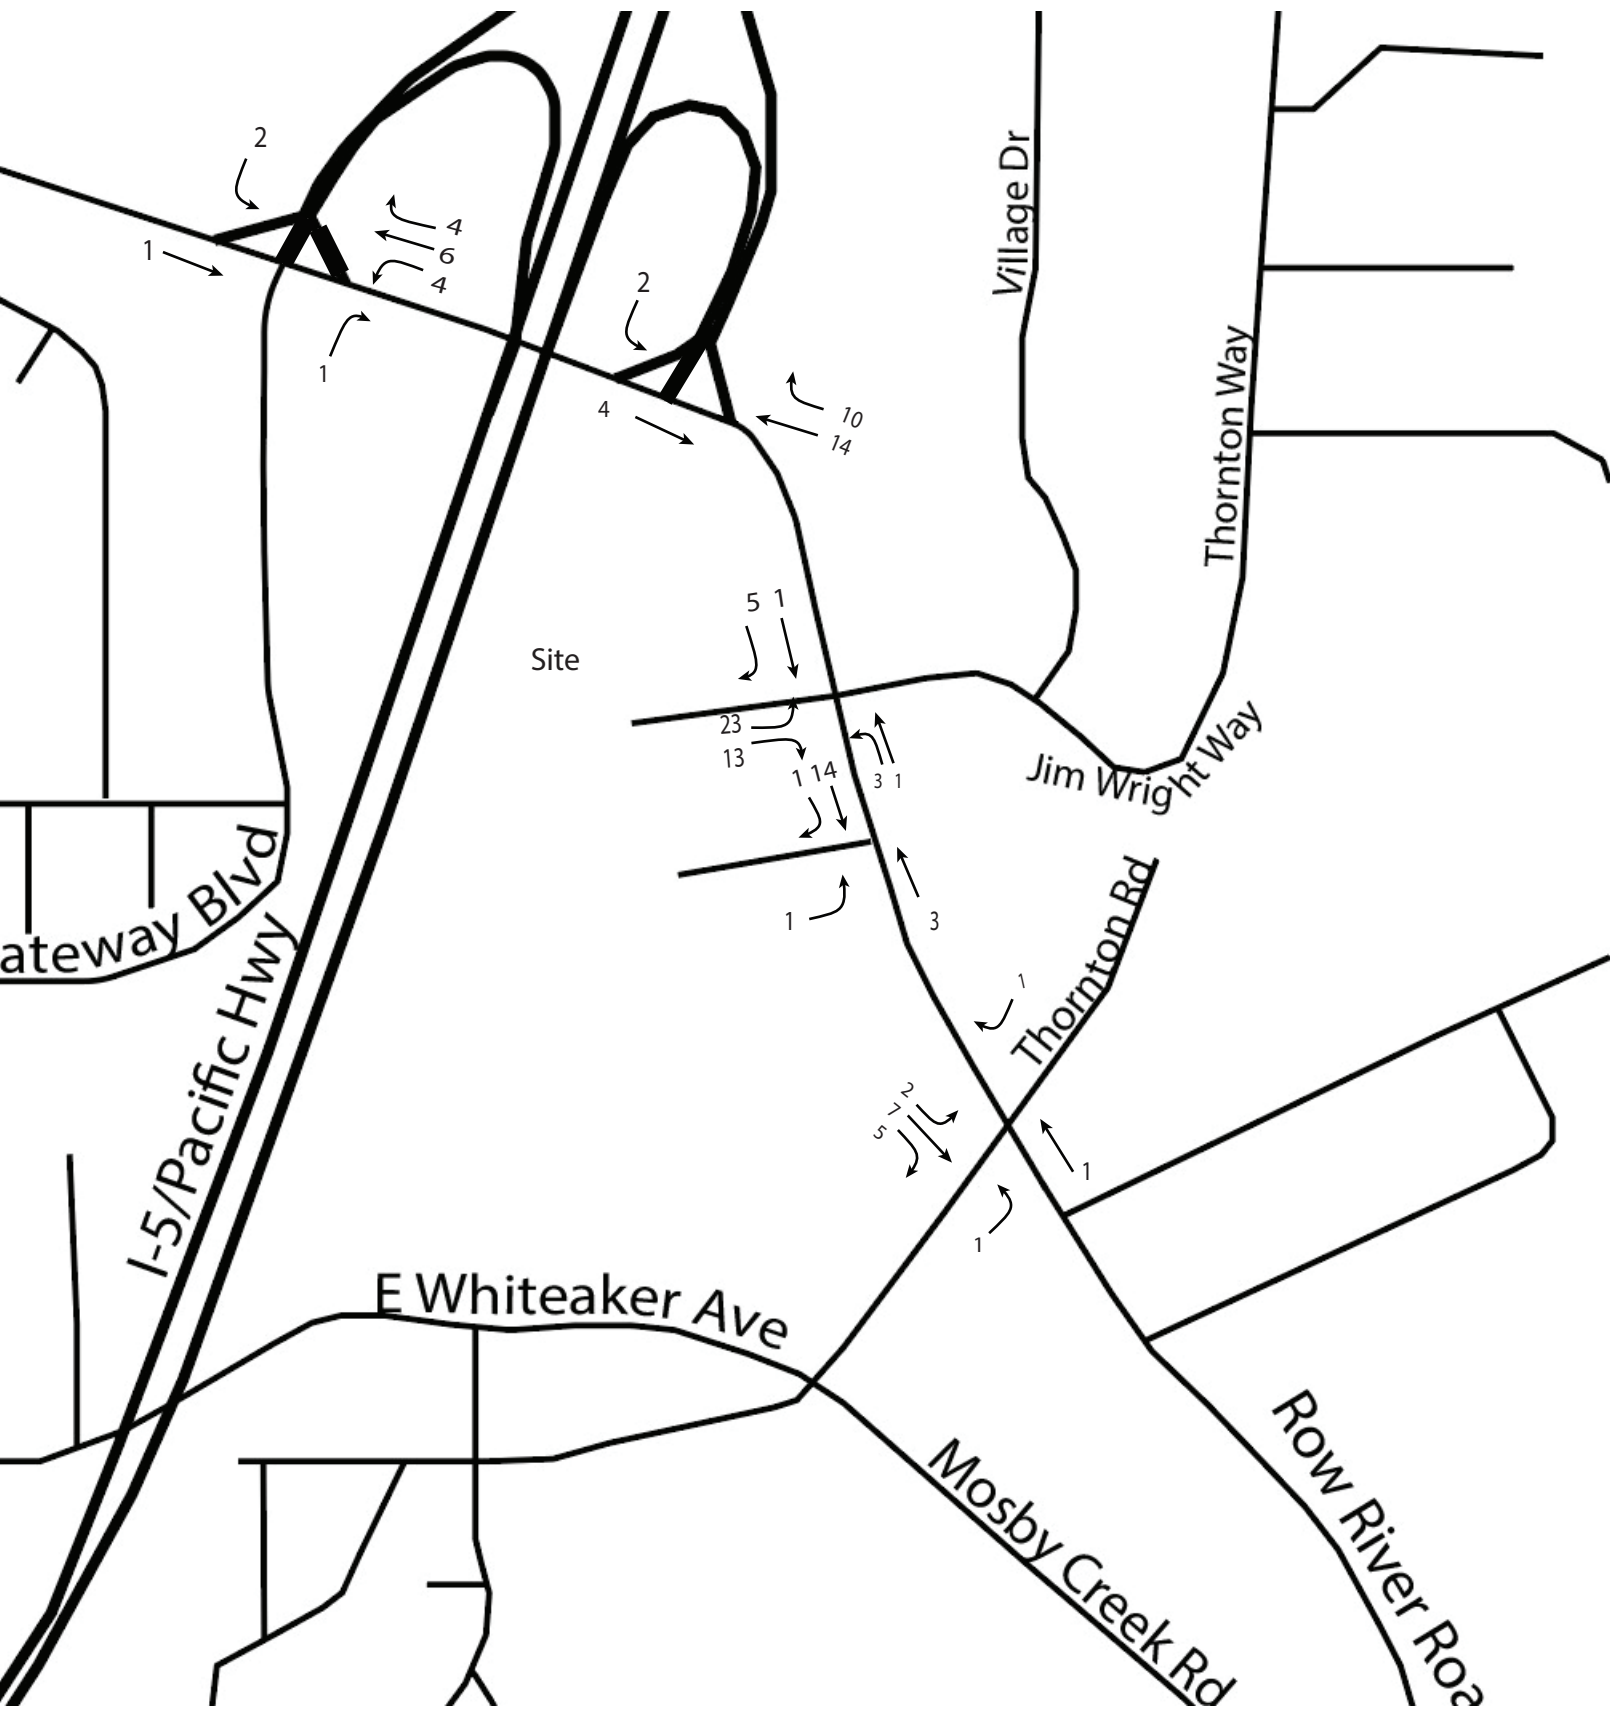 2
4
6
4
1
1
2
4
10
14
Village Dr
Thornton Way
5 1
Site
23
13
1 14
3 1
Jim Wright Way
1
3
ateway Blvd
I-5/Pacific Hwy
Thornton Rd
1
2
7
5
1
1
E Whiteaker Ave
Mosby Creek Rd
Row River Roa